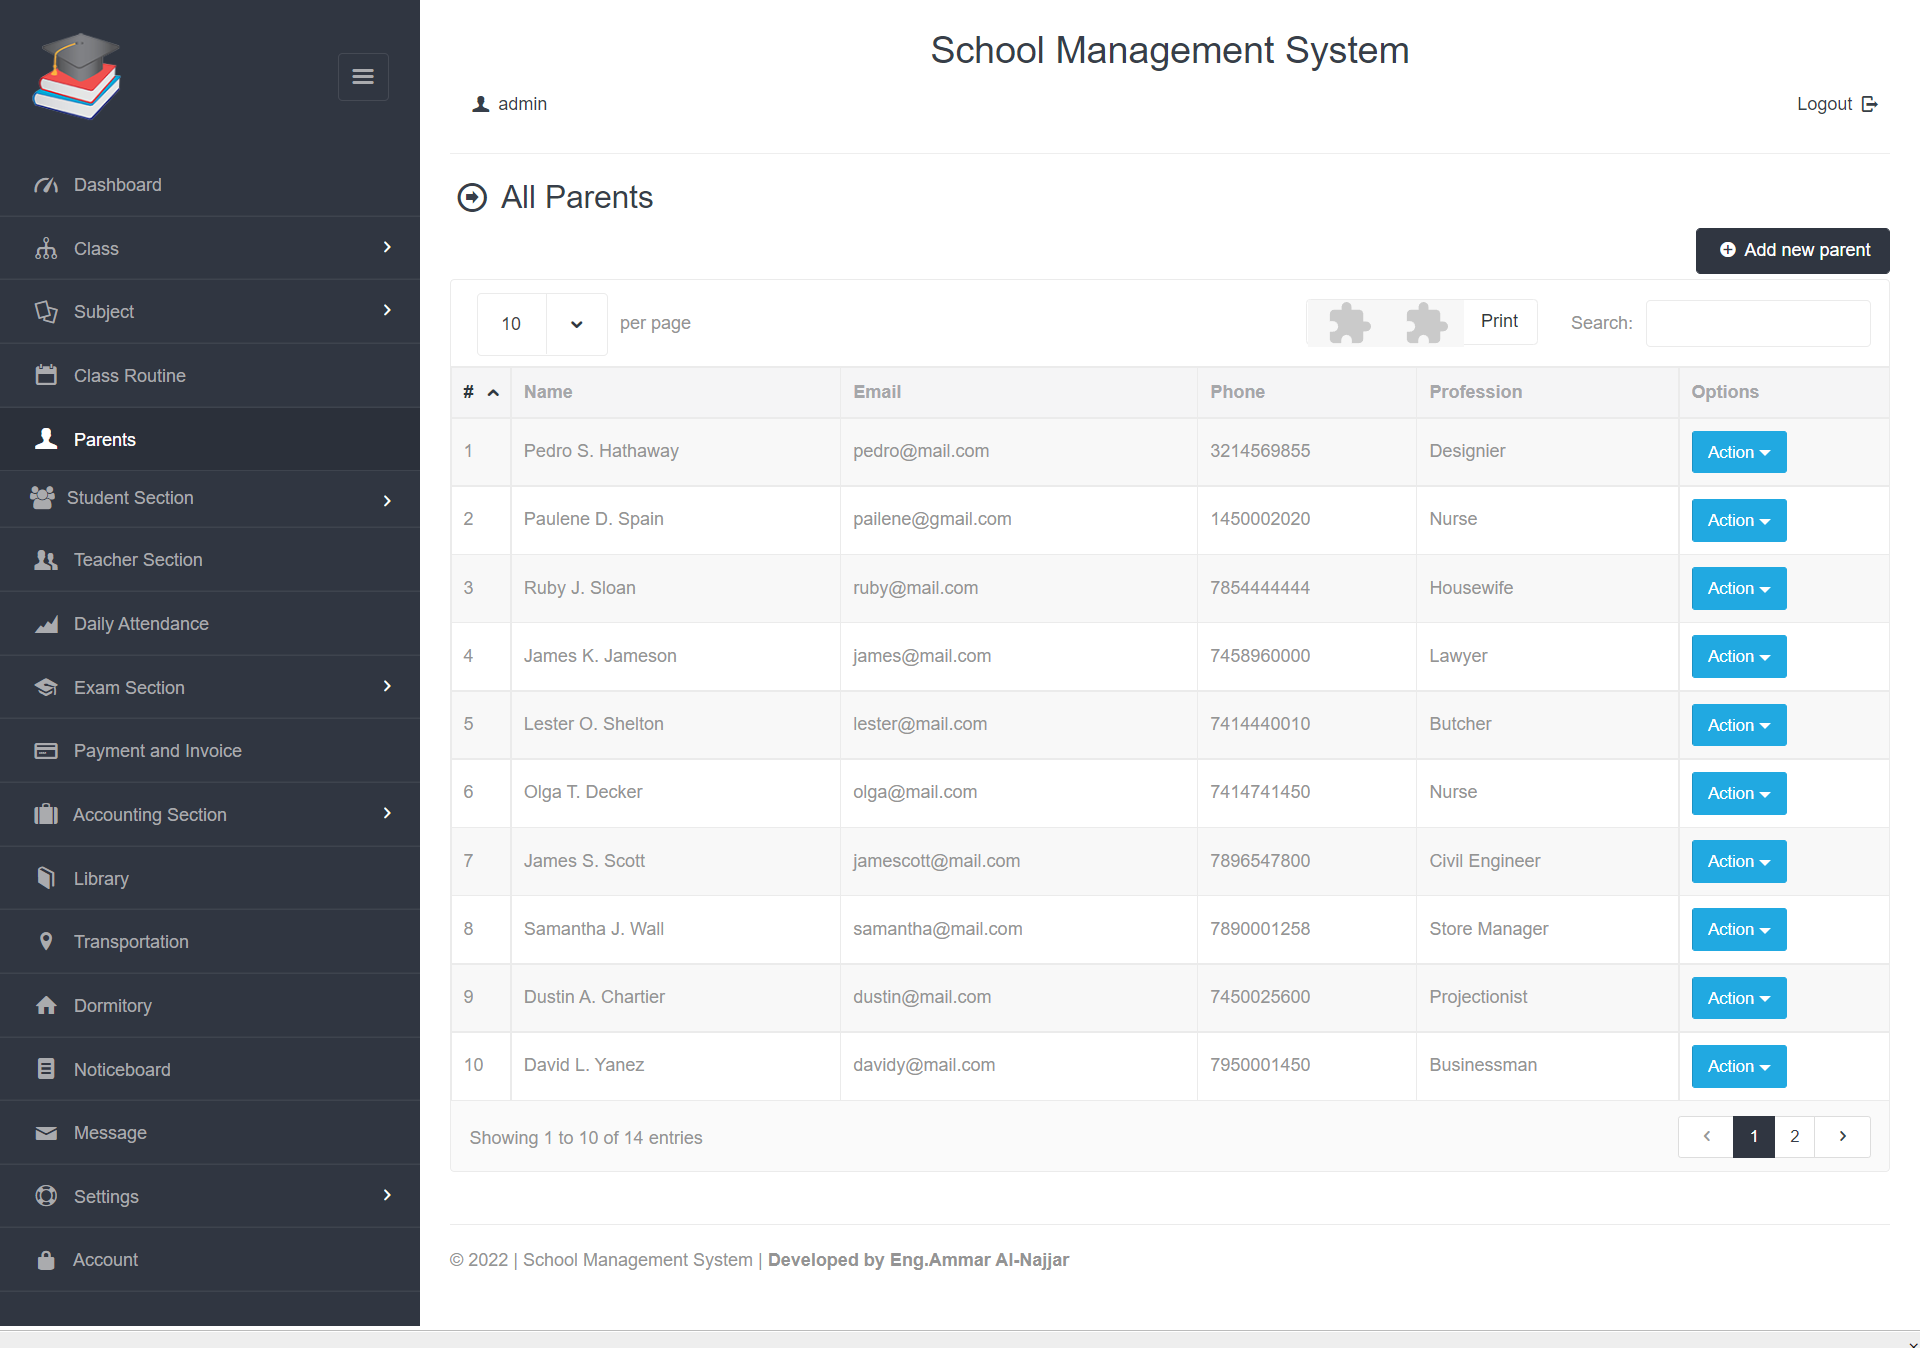 School Management System
admin
Logout
Dashboard
Class
Subject
Class Routine
Parents
Student Section
Teacher Section
Daily Attendance
Exam Section
Payment and Invoice
Accounting Section
Library
Transportation
Dormitory
Noticeboard
Message
Settings
Account
All Parents
Add new parent
10 per page Print Search:
# Name Email Phone Profession Options
1 Pedro S. Hathaway pedro@mail.com 3214569855 Designier Action
2 Paulene D. Spain pailene@gmail.com 1450002020 Nurse Action
3 Ruby J. Sloan ruby@mail.com 7854444444 Housewife Action
4 James K. Jameson james@mail.com 7458960000 Lawyer Action
5 Lester O. Shelton lester@mail.com 7414440010 Butcher Action
6 Olga T. Decker olga@mail.com 7414741450 Nurse Action
7 James S. Scott jamescott@mail.com 7896547800 Civil Engineer Action
8 Samantha J. Wall samantha@mail.com 7890001258 Store Manager Action
9 Dustin A. Chartier dustin@mail.com 7450025600 Projectionist Action
10 David L. Yanez davidy@mail.com 7950001450 Businessman Action
Showing 1 to 10 of 14 entries
1 2
© 2022 | School Management System | Developed by Eng.Ammar Al-Najjar